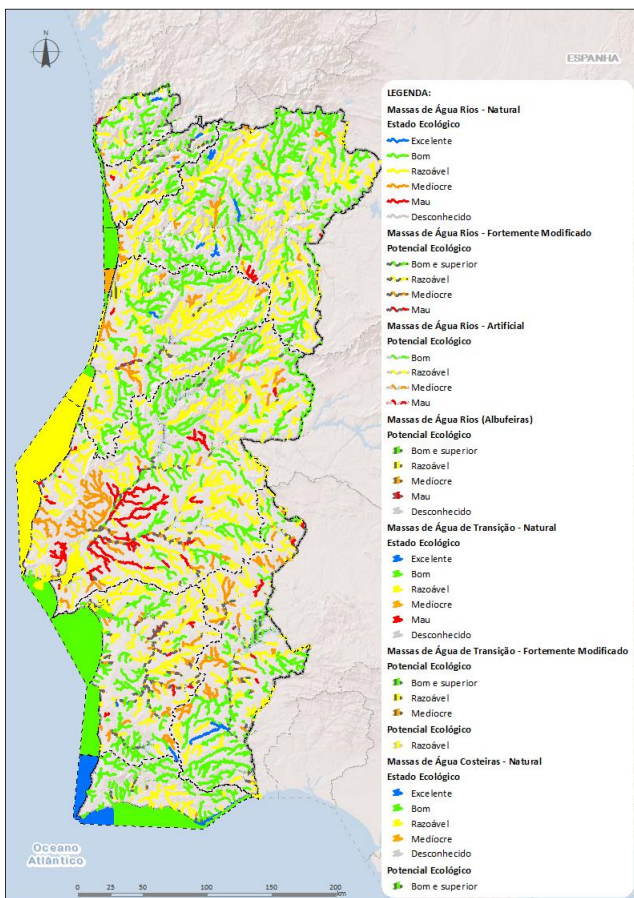 N
ESPANHA
LEGENDA:
Massas de Água Rios - Natural
Estado Ecológico
Excelente
Bom
Razoável
Medíocre
Mau
Desconhecido
Massas de Água Rios - Fortemente Modificado
Potencial Ecológico
Bom e superior
Razoável
Medíocre
Mau
Massas de Água Rios - Artificial
Potencial Ecológico
Bom
Razoável
Medíocre
Mau
Massas de Água Rios (Albufeiras)
Potencial Ecológico
Bom e superior
Razoável
Medíocre
Mau
Desconhecido
Massas de Água de Transição - Natural
Estado Ecológico
Excelente
Bom
Razoável
Medíocre
Mau
Desconhecido
Massas de Água de Transição - Fortemente Modificado
Potencial Ecológico
Bom e superior
Razoável
Medíocre
Potencial Ecológico
Razoável
Massas de Água Costeiras - Natural
Estado Ecológico
Excelente
Bom
Razoável
Medíocre
Desconhecido
Potencial Ecológico
Bom e superior
Oceano
Atlântico
0 25 50 100 150 200
km